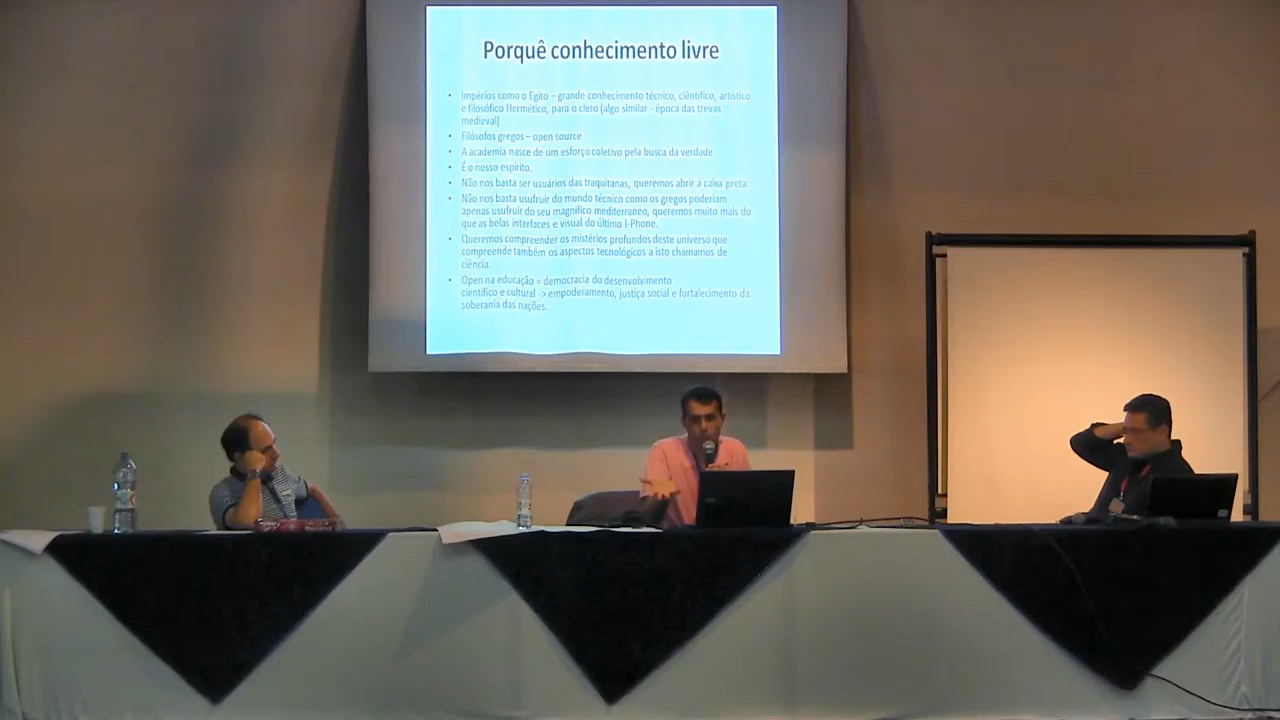 Porquê conhecimento livre
• Impérios como o Egito – grande conhecimento técnico, científico, artístico
e filosófico Hermético, para o clero (algo similar - época das trevas
medieval)
• Filósofos gregos – open source
• A academia nasce de um esforço coletivo pela busca da verdade
• É o nosso espírito.
• Não nos basta ser usuários das traquitanas, queremos abrir a caixa preta:
• Não nos basta usufruir do mundo técnico como os gregos poderiam
apenas usufruir do seu magnifico mediterraneo, queremos muito mais do
que as belas interfaces e visual do último I-Phone.
• Queremos compreender os mistérios profundos deste universo que
compreende também os aspectos tecnológicos a isto chamamos de
ciência.
• Open na educação = democracia do desenvolvimento
científico e cultural -> empoderamento, justiça social e fortalecimento da
soberania das nações.